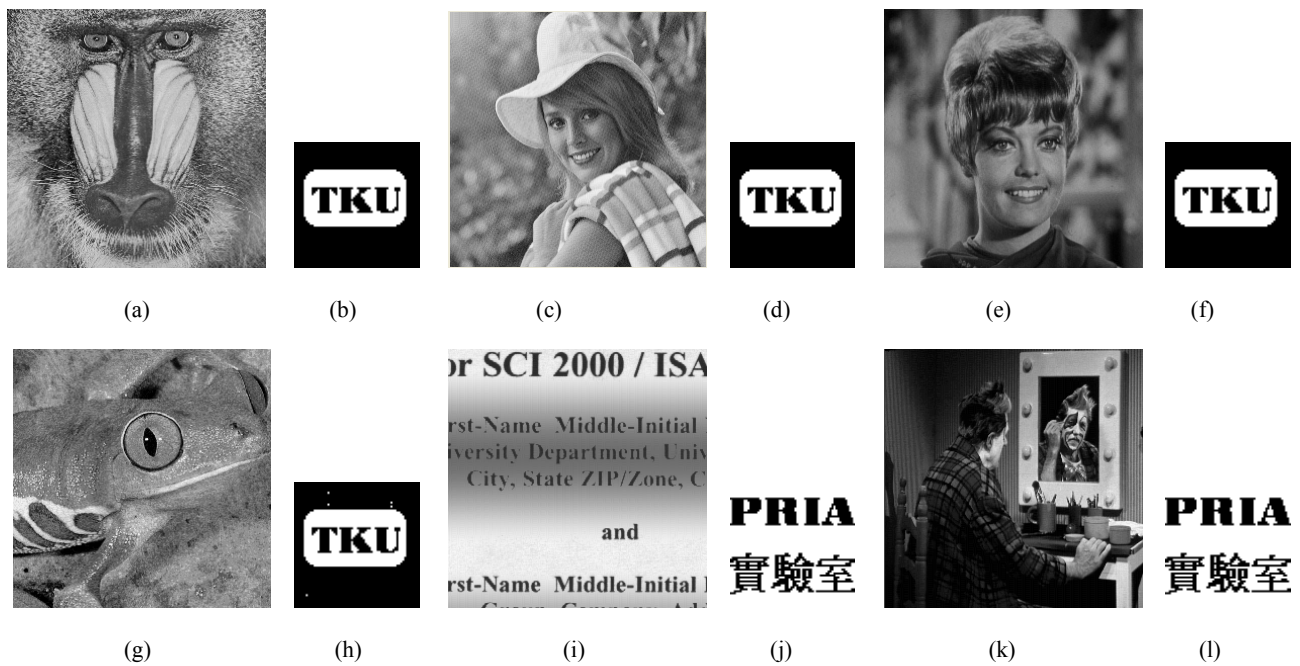 TKU
TKU
TKU
(a)
(b)
(c)
(d)
(e)
(f)
TKU
or SCI 2000 / ISA
rst-Name Middle-Initial
iversity Department, Univ
City, State ZIP/Zone, C
and
rst-Name Middle-Initial
PRIA
實驗室
PRIA
實驗室
(g)
(h)
(i)
(j)
(k)
(l)